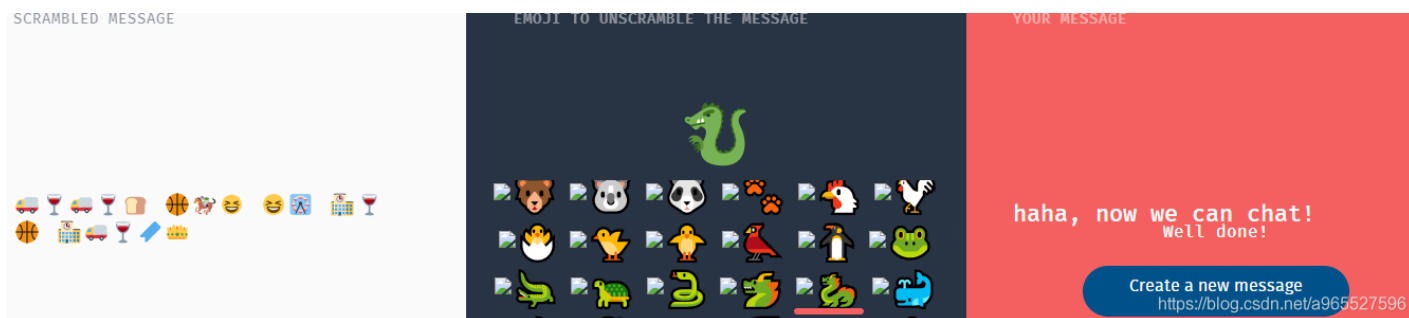 SCRAMBLED MESSAGE
EMOJI TO UNSCRAMBLE THE MESSAGE
YOUR MESSAGE
haha, now we can chat!
Well done!
Create a new message
https://blog.csdn.net/a965527596